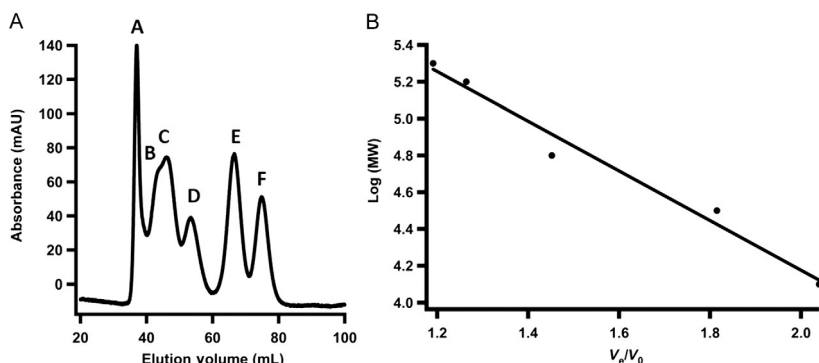 A
A
B
C
D
E
F
140
120
100
80
60
40
20
0
Absorbance (mAU)
20
40
60
80
100
Elution volume (mL)
B
5.4
5.2
5.0
4.8
4.6
4.4
4.2
4.0
Log (MW)
1.2
1.4
1.6
1.8
2.0
Ve/V0